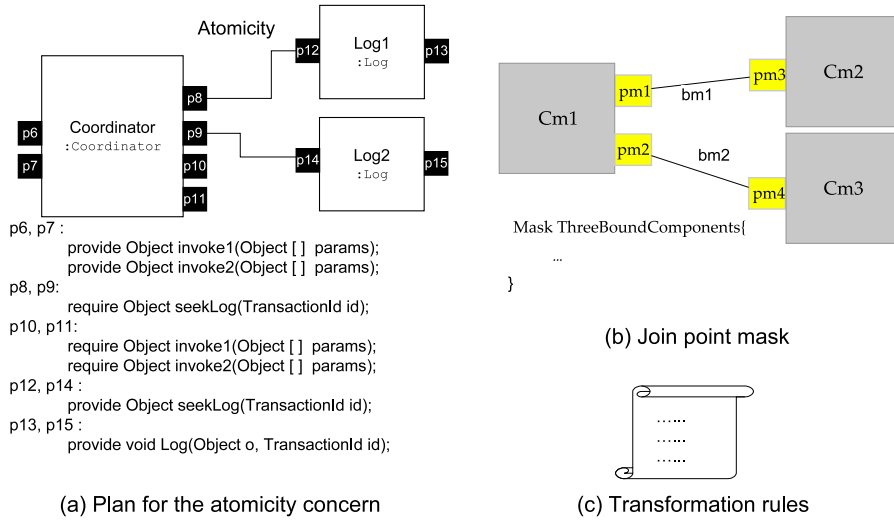 Atomicity
p12
Log1
:Log
p13
p8
Coordinator
:Coordinator
p6
p9
p7
p10
p11
p14
Log2
:Log
p15
p6, p7 :
provide Object invoke1(Object [ ] params);
provide Object invoke2(Object [ ] params);
p8, p9:
require Object seekLog(TransactionId id);
p10, p11:
require Object invoke1(Object [ ] params);
require Object invoke2(Object [ ] params);
p12, p14 :
provide Object seekLog(TransactionId id);
p13, p15 :
provide void Log(Object o, TransactionId id);
(a) Plan for the atomicity concern
Cm1
pm1
bm1
pm3
Cm2
pm2
bm2
pm4
Cm3
Mask ThreeBoundComponents{
...
}
(b) Join point mask
......
......
......
(c) Transformation rules